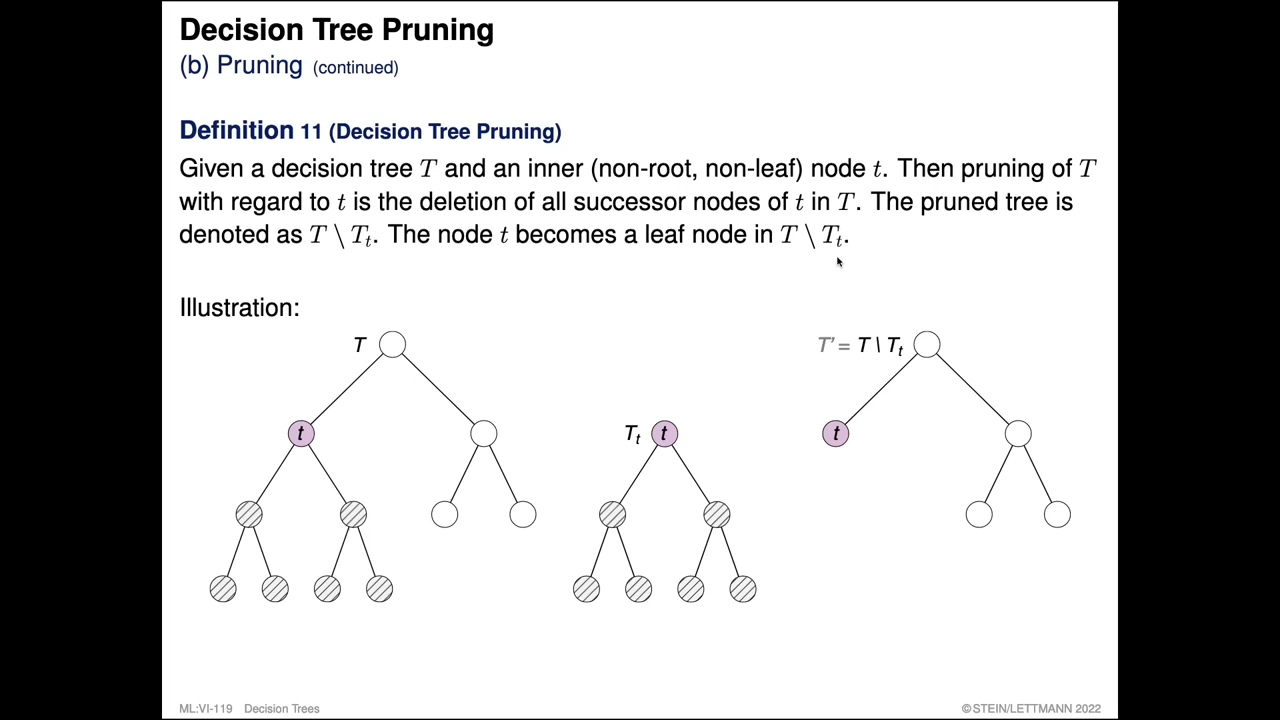 Decision Tree Pruning
(b) Pruning (continued)
Definition 11 (Decision Tree Pruning)
Given a decision tree T and an inner (non-root, non-leaf) node t. Then pruning of T
with regard to t is the deletion of all successor nodes of t in T. The pruned tree is
denoted as T \ Tt. The node t becomes a leaf node in T \ Tt.
Illustration:
T
T' = T \ Tt
t
Tt
t
t
ML:VI-119 Decision Trees
©STEIN/LETTMANN 2022